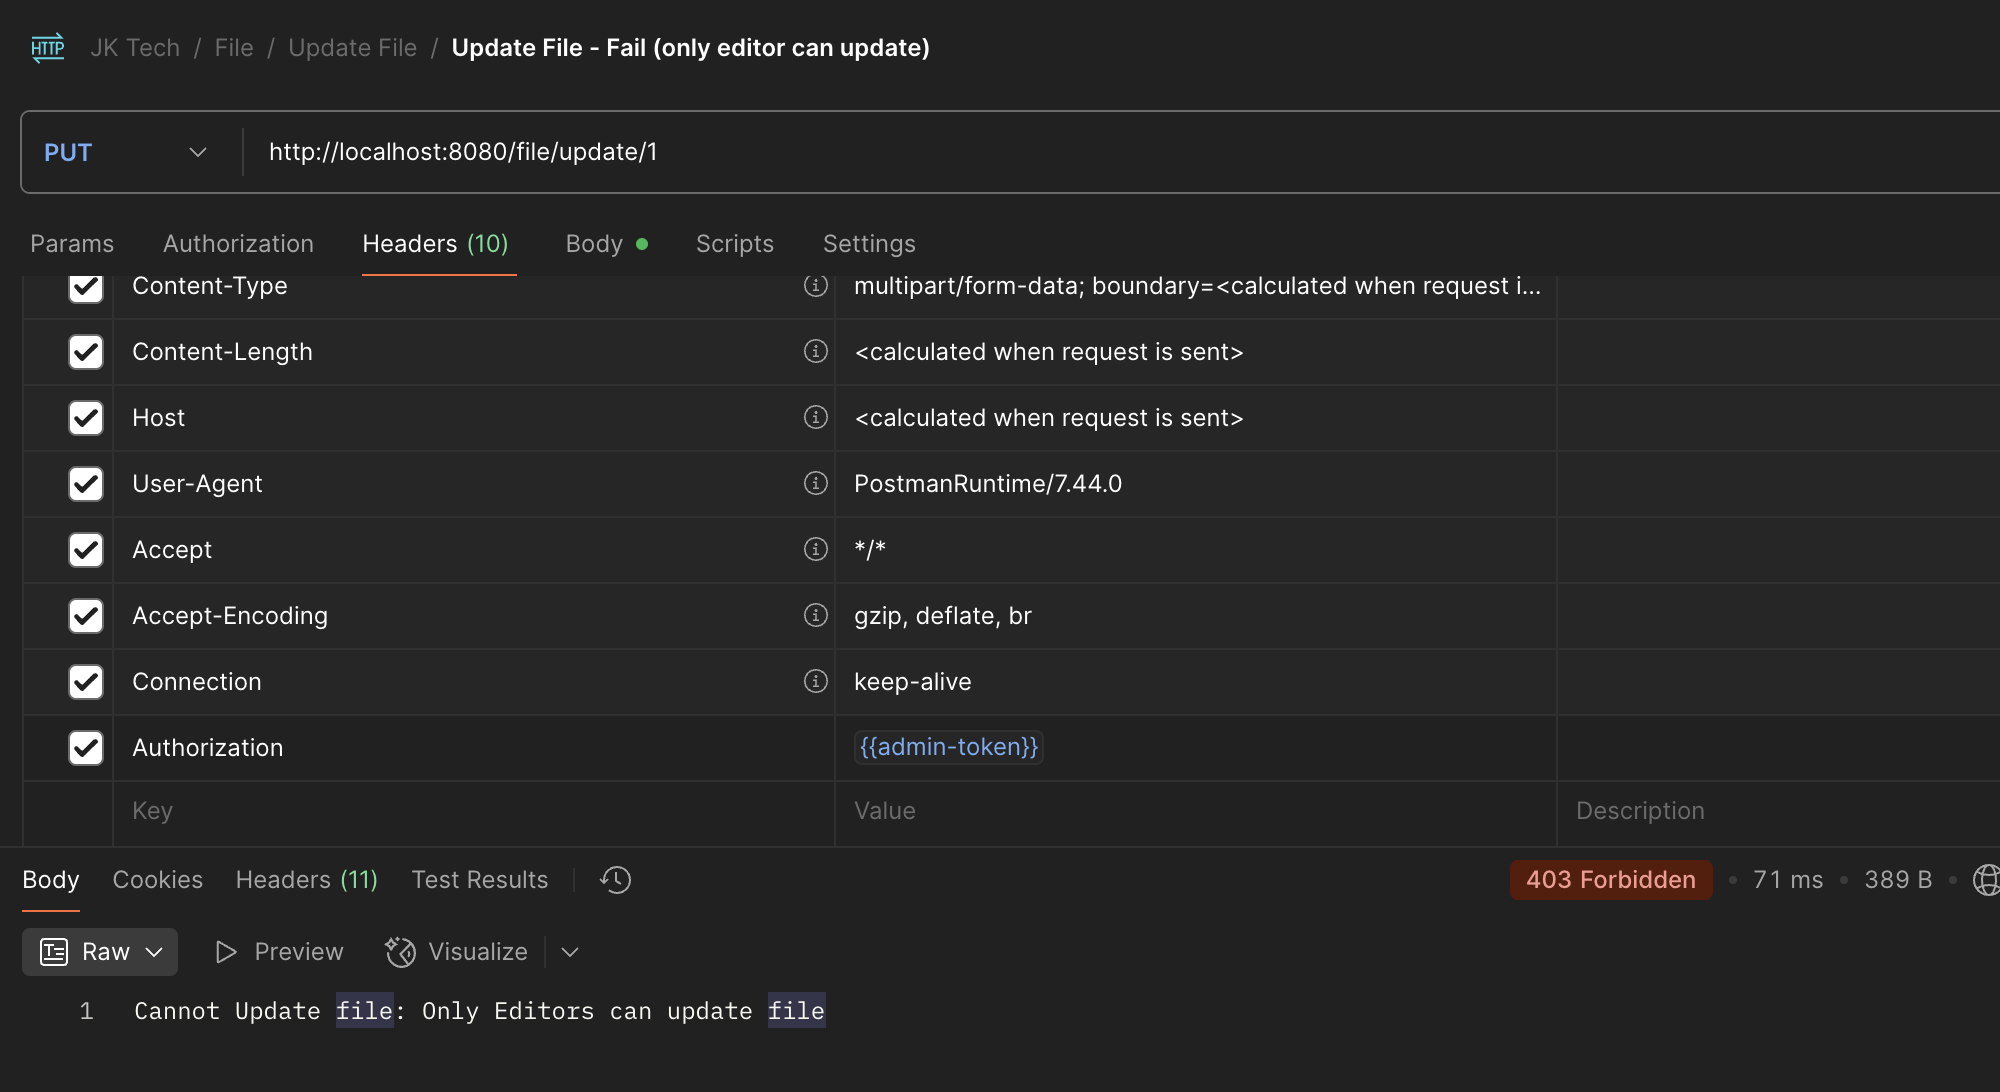 HTTP JK Tech / File / Update File / Update File - Fail (only editor can update)
PUT http://localhost:8080/file/update/1
Params Authorization Headers (10) Body Scripts Settings
Content-Type multipart/form-data; boundary=<calculated when request i...
Content-Length <calculated when request is sent>
Host <calculated when request is sent>
User-Agent PostmanRuntime/7.44.0
Accept */*
Accept-Encoding gzip, deflate, br
Connection keep-alive
Authorization {{admin-token}}
Key Value Description
Body Cookies Headers (11) Test Results 403 Forbidden • 71 ms • 389 B •
Raw Preview Visualize
1 Cannot Update file: Only Editors can update file